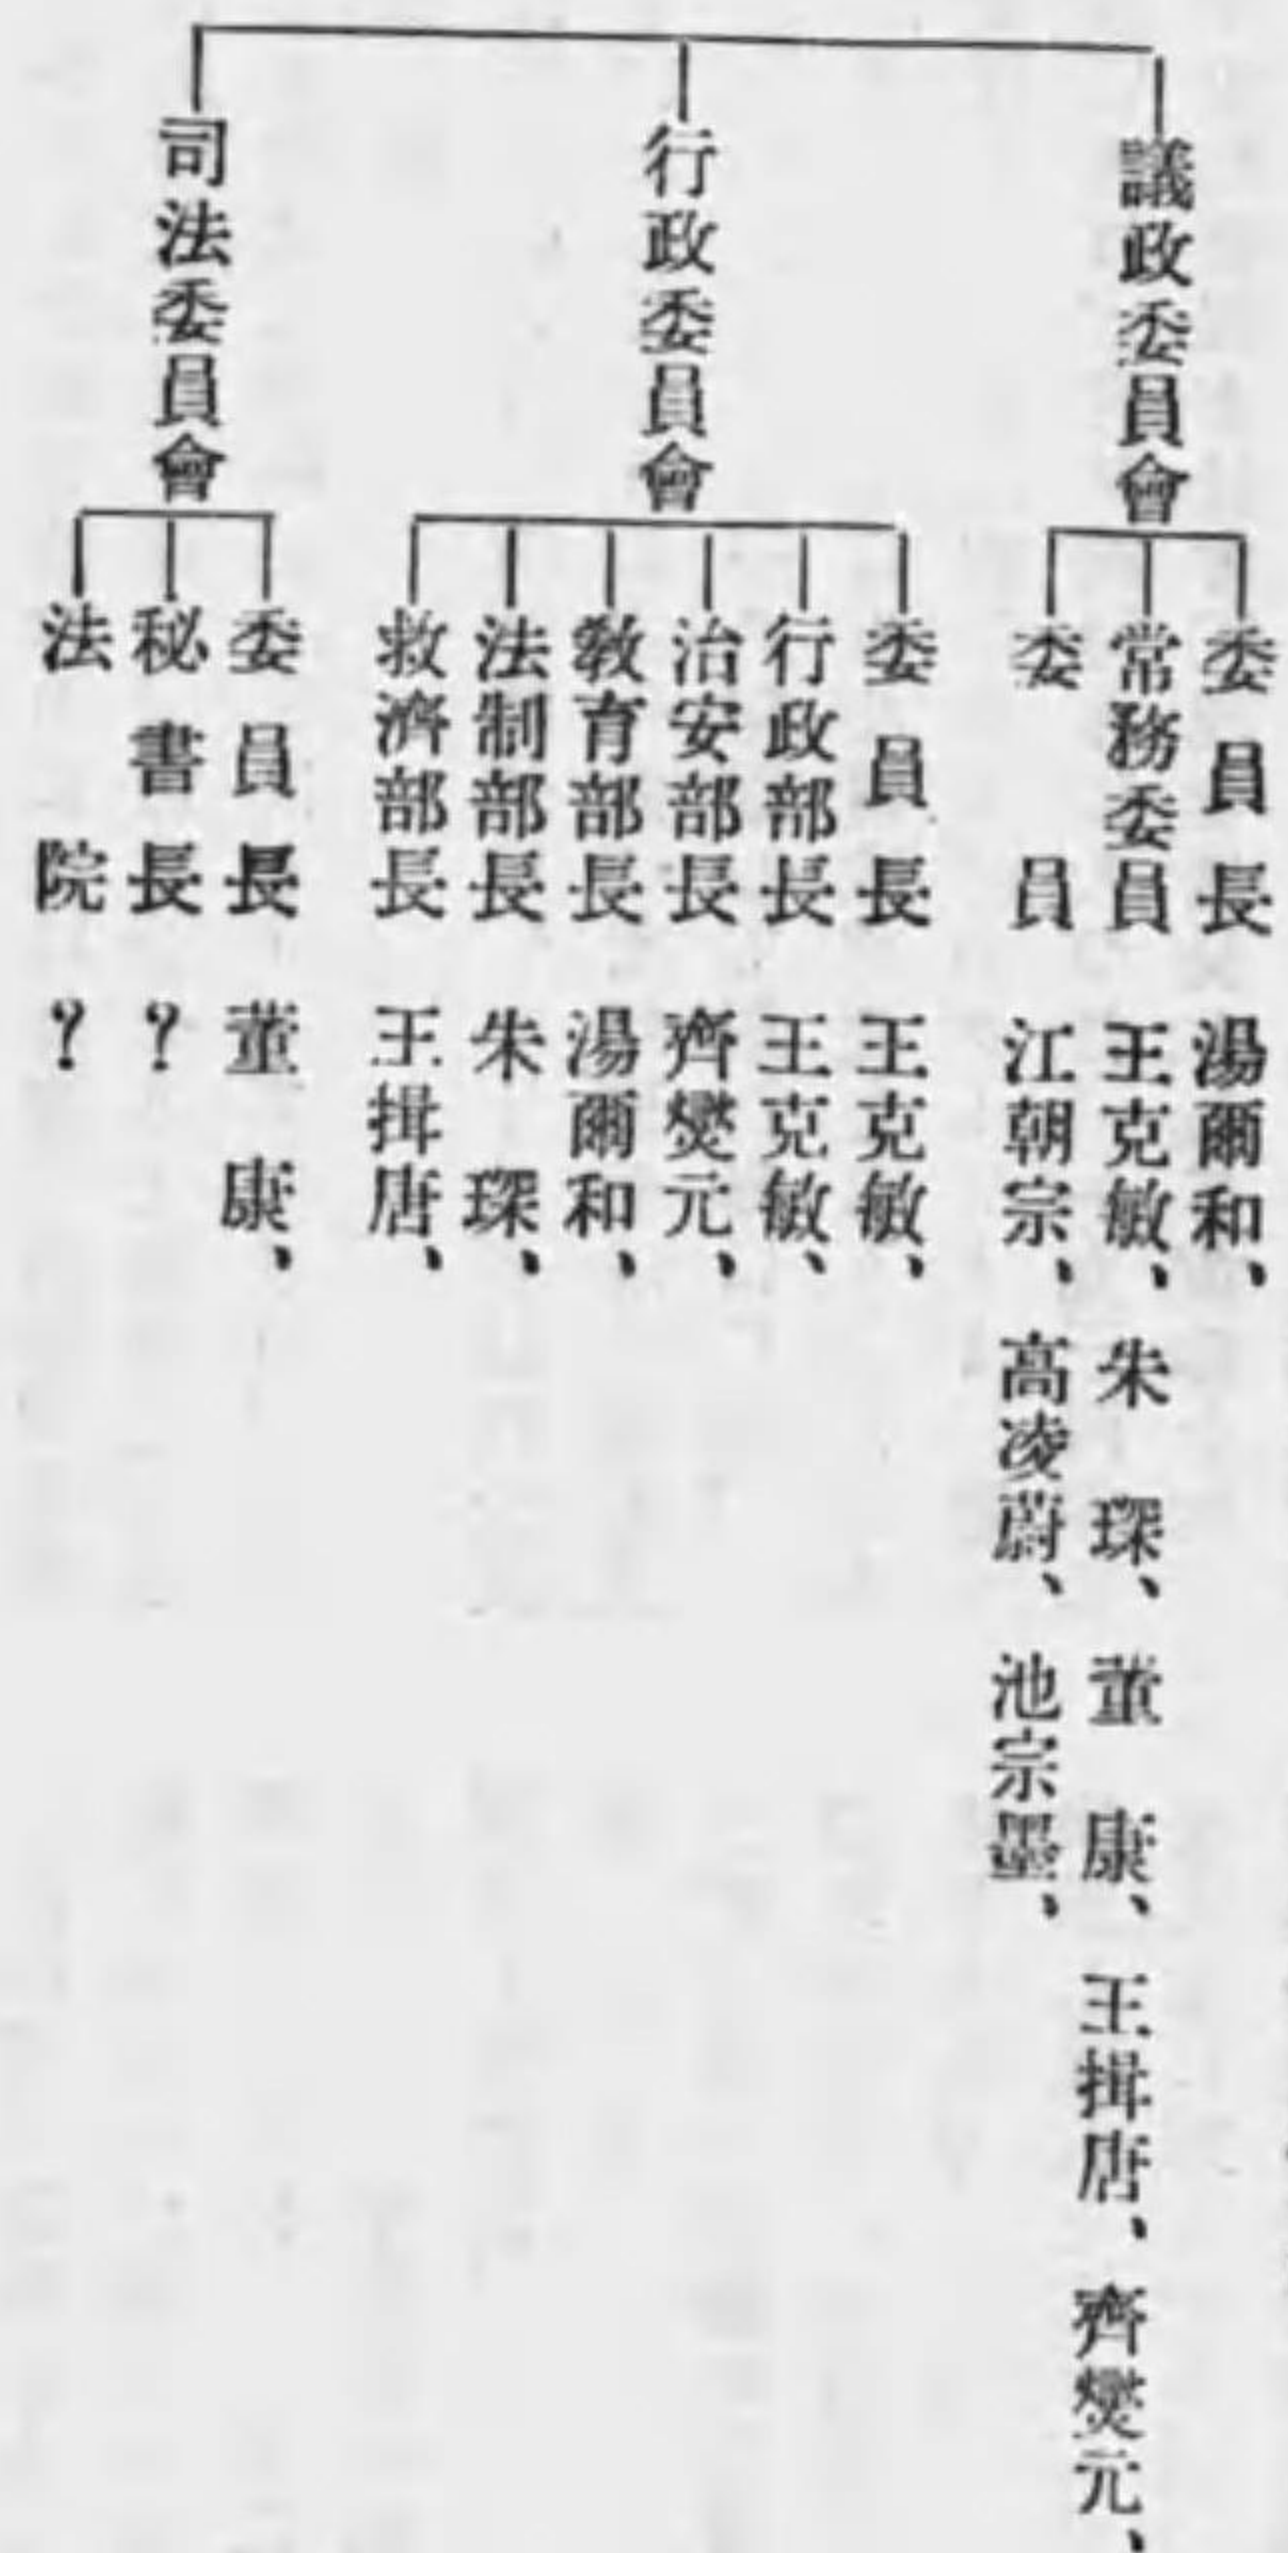 議政委員會
委員長　湯爾和、
常務委員　王克敏、朱　琛、董　康、王揖唐、齊燮元、
委員　江朝宗、高凌蔚、池宗墨、
行政委員會
委員長　王克敏、
行政部長　王克敏、
治安部長　齊燮元、
教育部長　湯爾和、
法制部長　朱　琛、
救濟部長　王揖唐、
司法委員會
委員長　董　康、
秘書長　？
法院　？